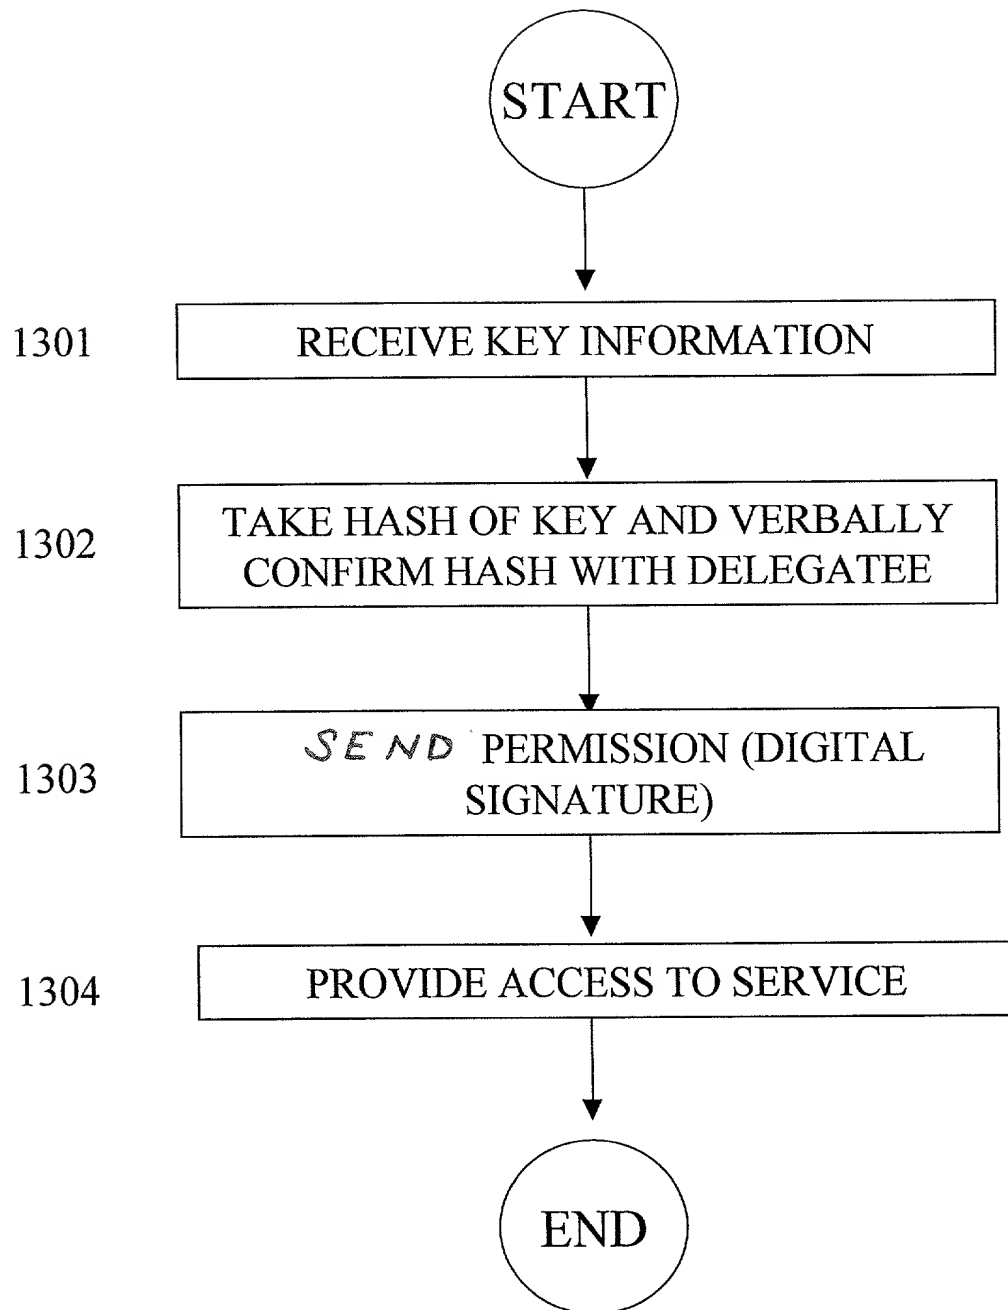 START
1301
RECEIVE KEY INFORMATION
1302
TAKE HASH OF KEY AND VERBALLY
CONFIRM HASH WITH DELEGATEE
1303
SEND PERMISSION (DIGITAL
SIGNATURE)
1304
PROVIDE ACCESS TO SERVICE
END